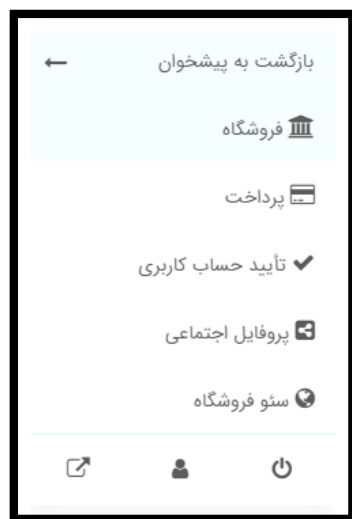 بازگشت به پیشخوان
فروشگاه
پرداخت
تأیید حساب کاربری
پروفایل اجتماعی
سئو فروشگاه